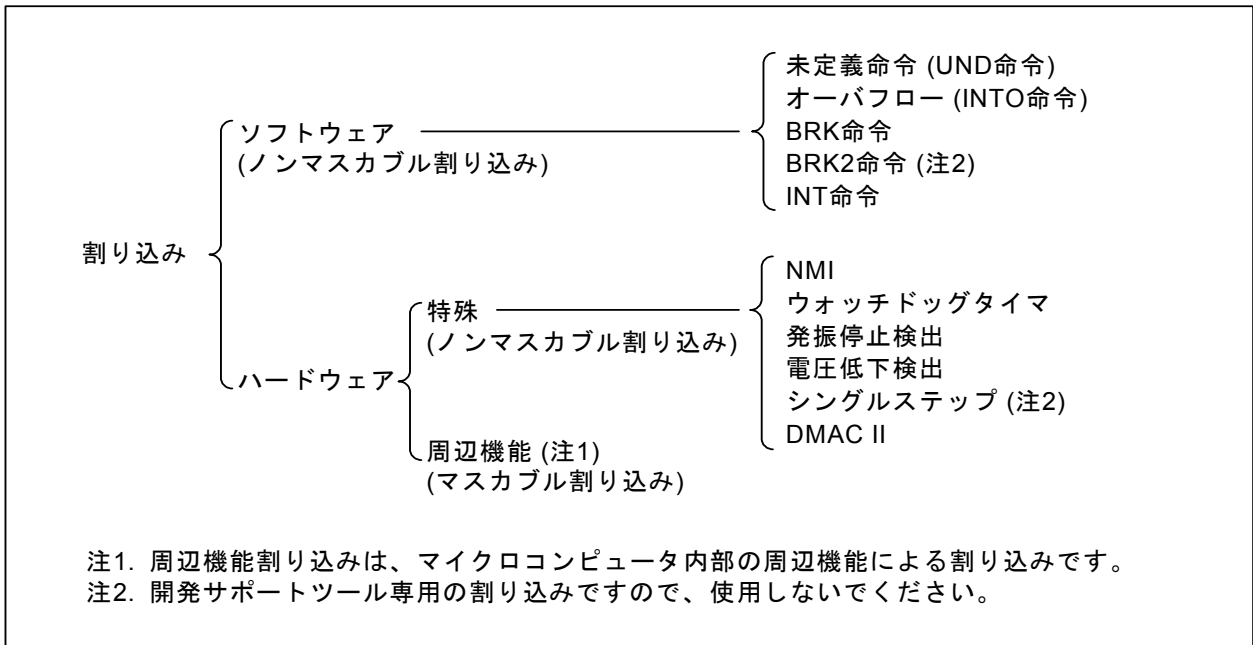 未定義命令 (UND命令)
オーバフロー (INTO命令)
ソフトウェア
(ノンマスカブル割り込み)
BRK命令
BRK2命令 (注2)
INT命令
割り込み
NMI
特殊
(ノンマスカブル割り込み)
ウォッチドッグタイマ
発振停止検出
電圧低下検出
ハードウェア
シングルステップ (注2)
DMAC II
周辺機能 (注1)
(マスカブル割り込み)
注1. 周辺機能割り込みは、マイクロコンピュータ内部の周辺機能による割り込みです。
注2. 開発サポートツール専用の割り込みですので、使用しないでください。